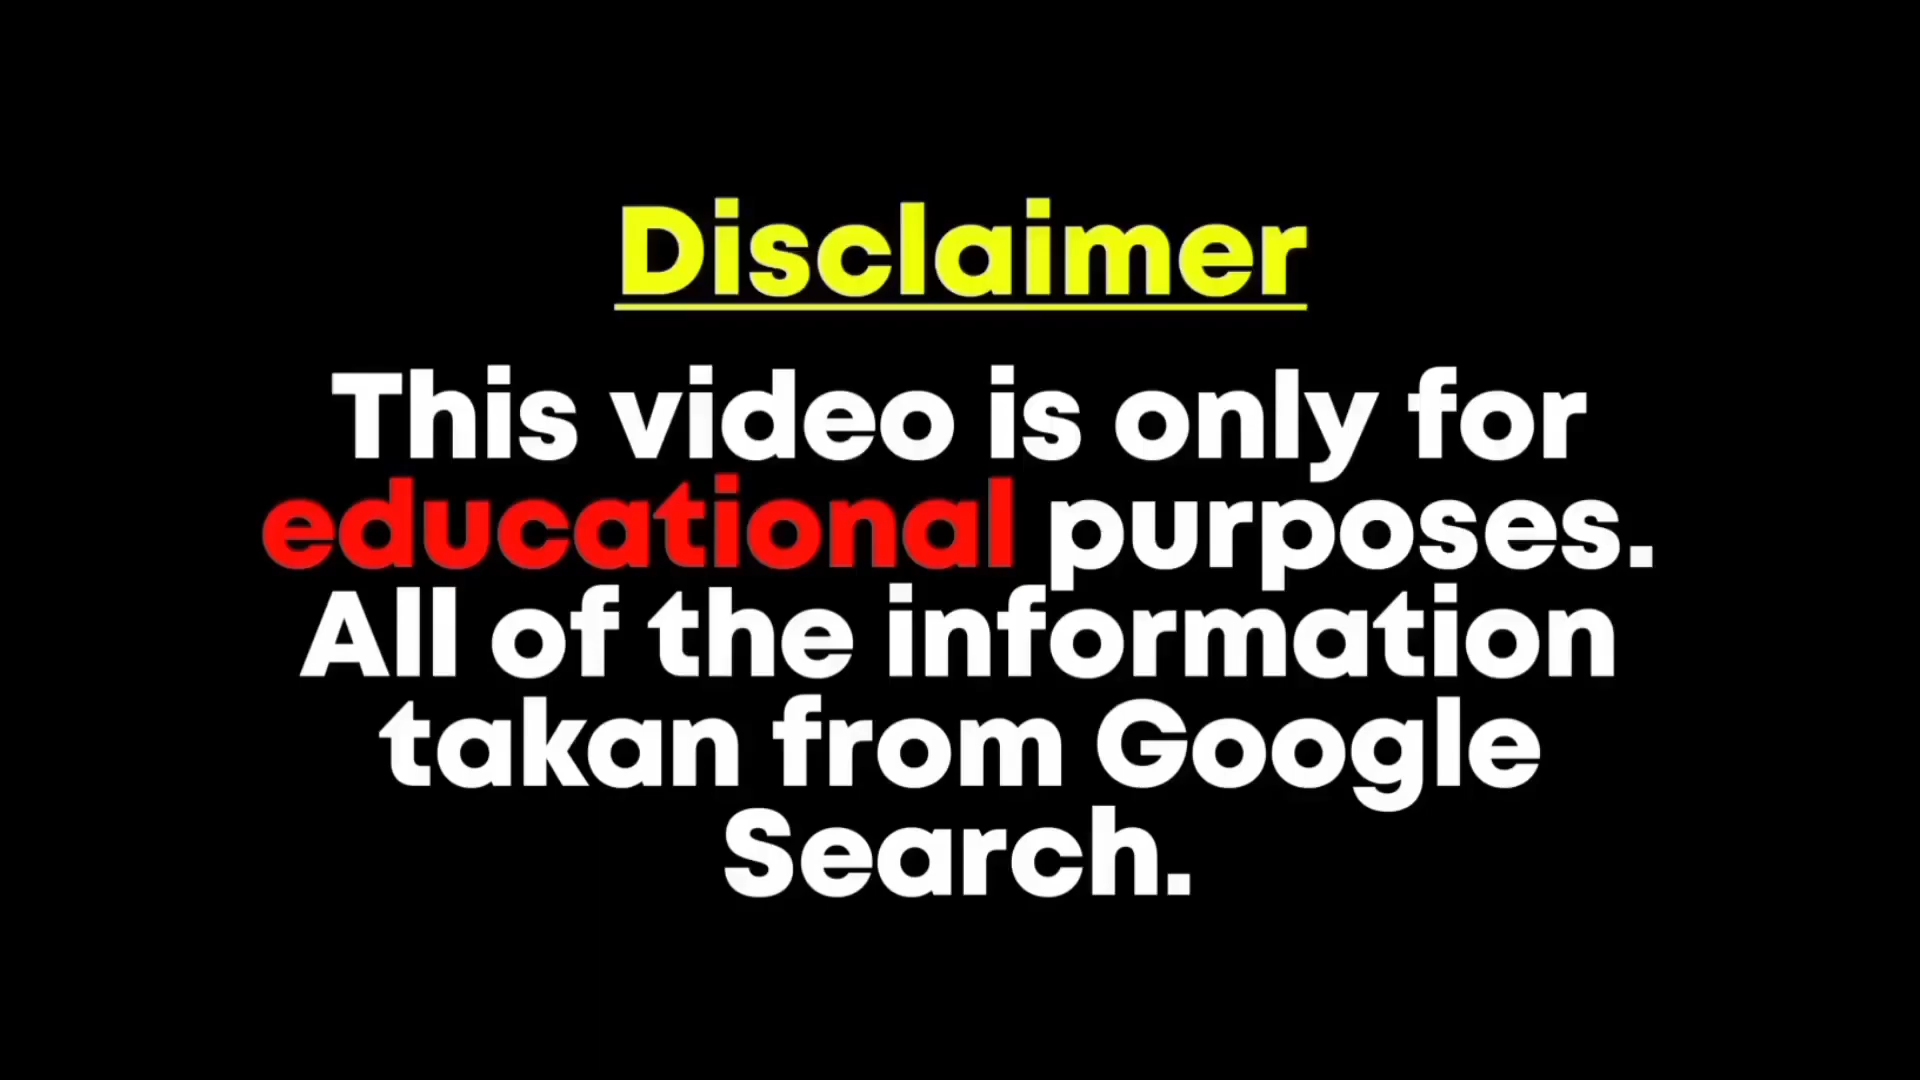 Disclaimer
This video is only for
educational purposes.
All of the information
takan from Google
Search.